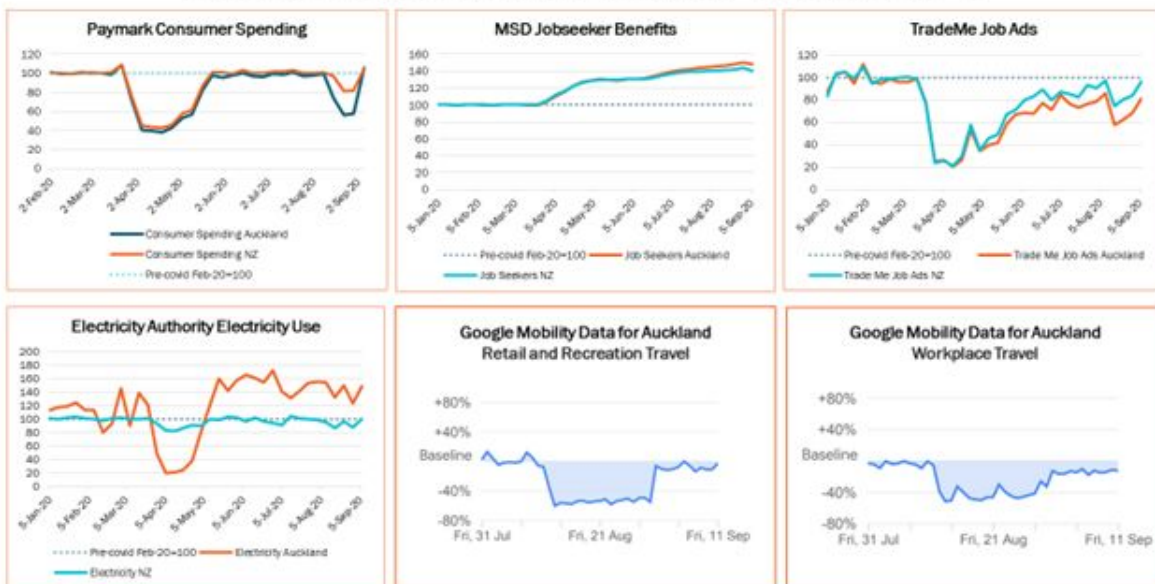 Paymark Consumer Spending
120
100
80
60
40
20
0
2-Feb-20
2-Mar-20
2-Apr-20
2-May-20
2-Jun-20
2-Jul-20
2-Aug-20
2-Sep-20
Consumer Spending Auckland
Consumer Spending NZ
Pre-covid Feb-20=100
MSD Jobseeker Benefits
160
140
120
100
80
60
40
20
0
5-Jan-20
5-Feb-20
5-Mar-20
5-Apr-20
5-May-20
5-Jun-20
5-Jul-20
5-Aug-20
5-Sep-20
Pre-covid Feb-20=100
Job Seekers Auckland
Job Seekers NZ
TradeMe Job Ads
120
100
80
60
40
20
0
5-Jan-20
5-Feb-20
5-Mar-20
5-Apr-20
5-May-20
5-Jun-20
5-Jul-20
5-Aug-20
5-Sep-20
Pre-covid Feb-20=100
Trade Me Job Ads Auckland
Trade Me Job Ads NZ
Electricity Authority Electricity Use
200
180
160
140
120
100
80
60
40
20
0
5-Jan-20
5-Feb-20
5-Mar-20
5-Apr-20
5-May-20
5-Jun-20
5-Jul-20
5-Aug-20
5-Sep-20
Pre-covid Feb-20=100
Electricity Auckland
Electricity NZ
Google Mobility Data for Auckland
Retail and Recreation Travel
+80%
+40%
Baseline
-40%
-80%
Fri, 31 Jul
Fri, 21 Aug
Fri, 11 Sep
Google Mobility Data for Auckland
Workplace Travel
+80%
+40%
Baseline
-40%
-80%
Fri, 31 Jul
Fri, 21 Aug
Fri, 11 Sep